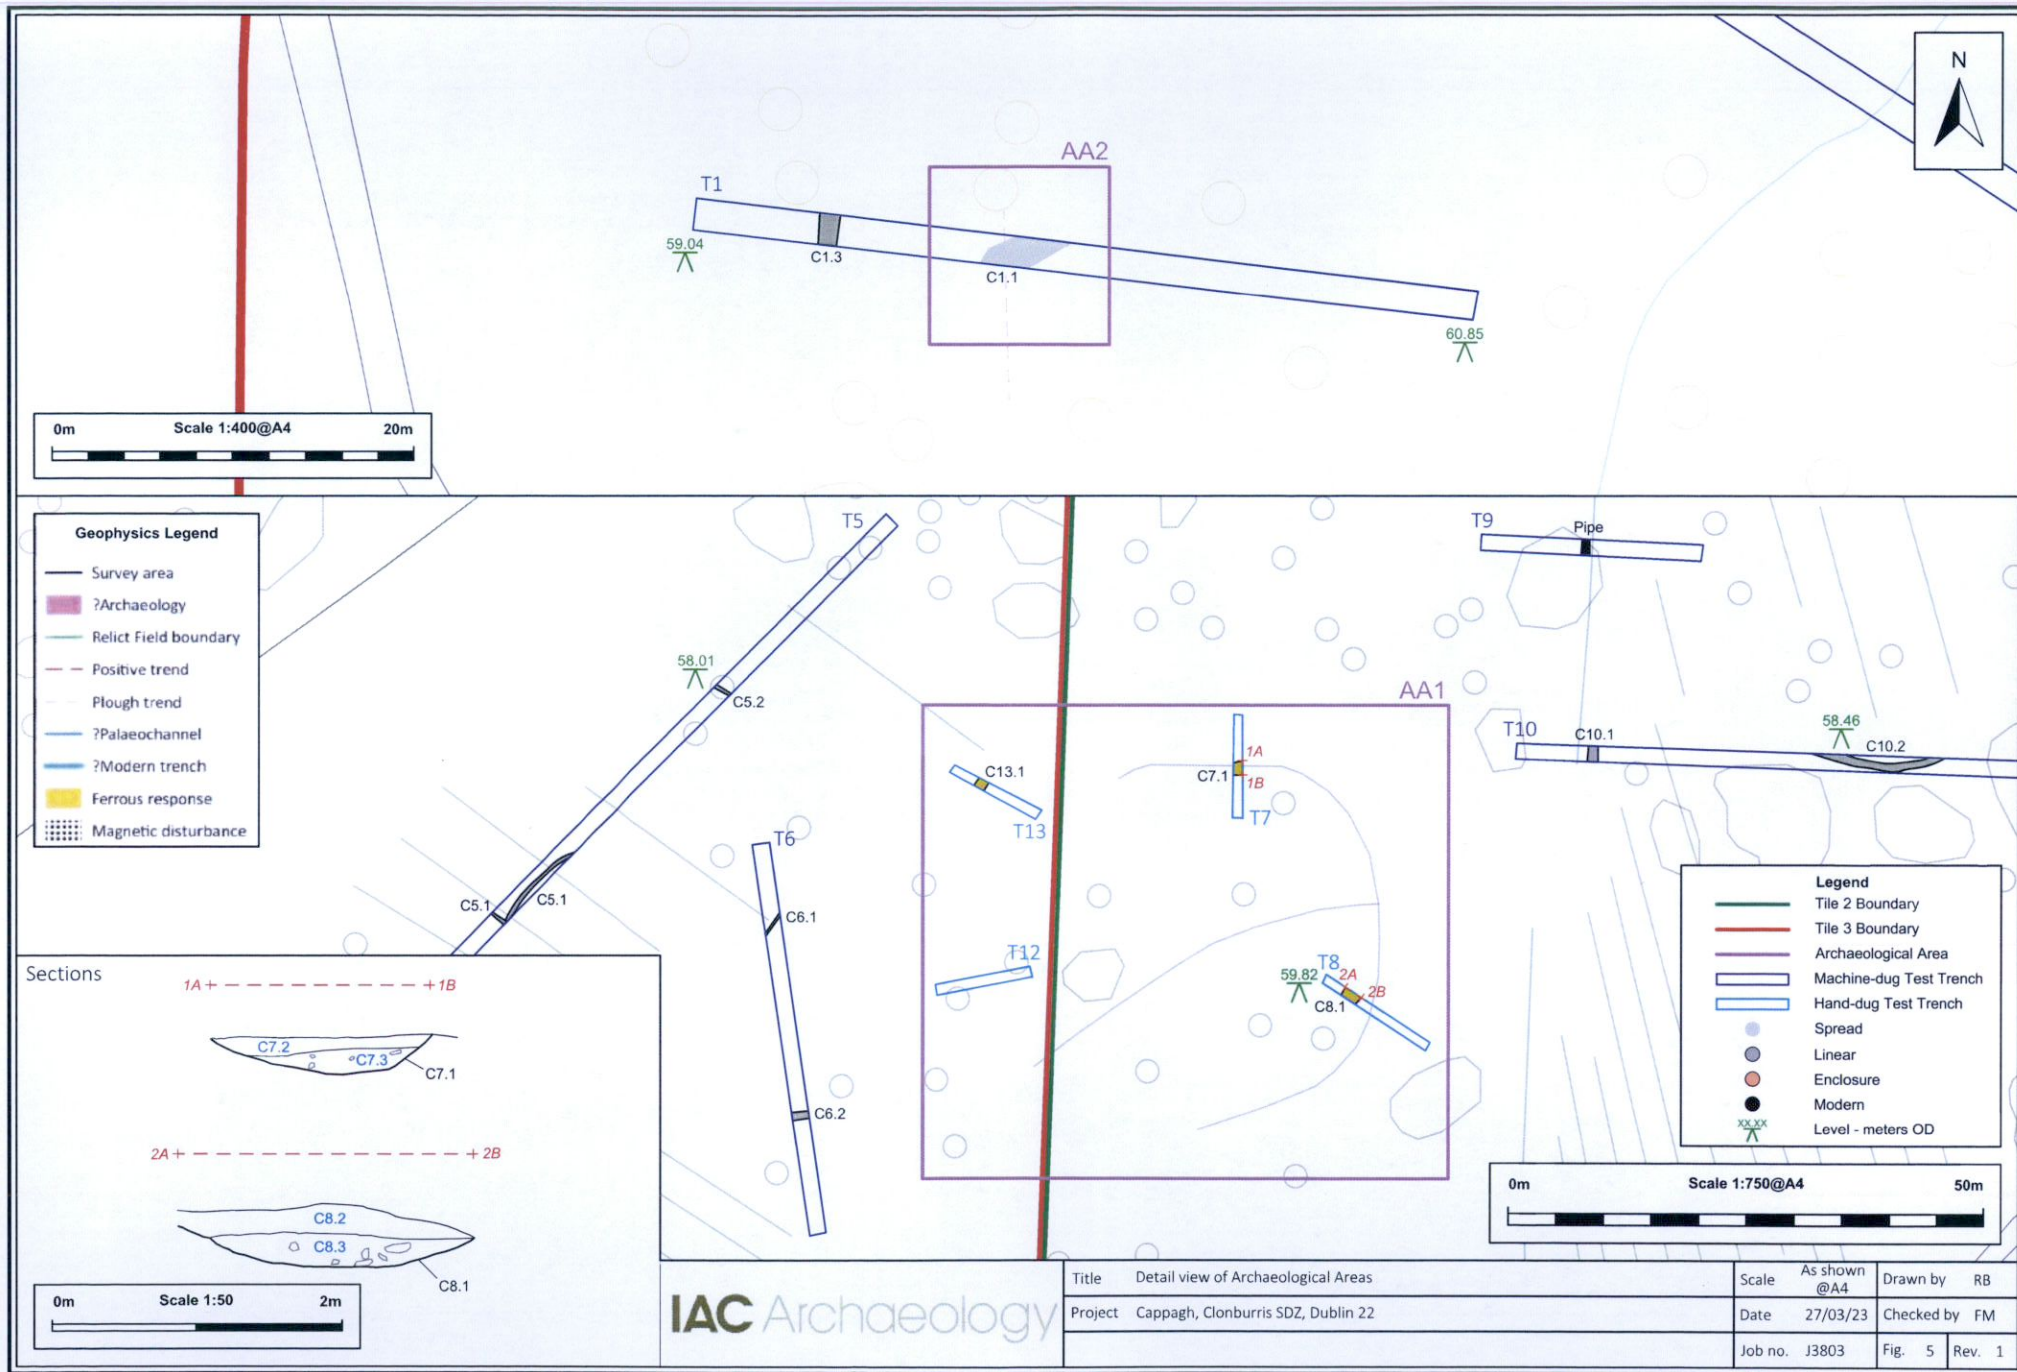 N
AA2
T1
59.04
C1.3
C1.1
60.85
0m Scale 1:400@A4 20m
Geophysics Legend
Survey area
?Archaeology
Relict Field boundary
Positive trend
Plough trend
?Palaeochannel
?Modern trench
Ferrous response
Magnetic disturbance
T5
58.01
C5.2
C5.1
C5.1
T6
C6.1
C6.2
T9
Pipe
AA1
T10
C10.1
58.46
C10.2
C13.1
T13
1A
C7.1
1B
T7
T12
59.82
T8
2A
2B
C8.1
Legend
Tile 2 Boundary
Tile 3 Boundary
Archaeological Area
Machine-dug Test Trench
Hand-dug Test Trench
Spread
Linear
Enclosure
Modern
XX.XX Level - meters OD
0m Scale 1:750@A4 50m
Sections
1A 1B
C7.2
C7.3
C7.1
2A 2B
C8.2
C8.3
C8.1
0m Scale 1:50 2m
IAC Archaeology
Title Detail view of Archaeological Areas
Project Cappagh, Clonburris SDZ, Dublin 22
Scale As shown @A4 Drawn by RB
Date 27/03/23 Checked by FM
Job no. J3803 Fig. 5 Rev. 1